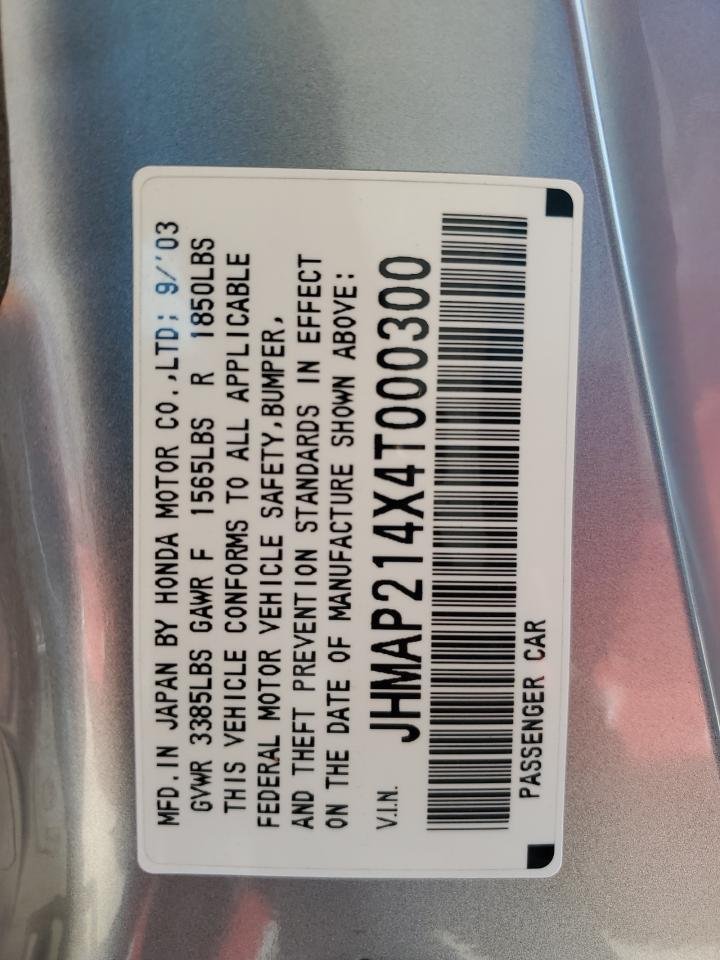 MFD. IN JAPAN BY HONDA MOTOR CO.,LTD; 9/'03
GVWR 3385LBS GAWR F 1565LBS R 1850LBS
THIS VEHICLE CONFORMS TO ALL APPLICABLE
FEDERAL MOTOR VEHICLE SAFETY,BUMPER,
AND THEFT PREVENTION STANDARDS IN EFFECT
ON THE DATE OF MANUFACTURE SHOWN ABOVE:
V.I.N. JHMAP214X4T000300
PASSENGER CAR